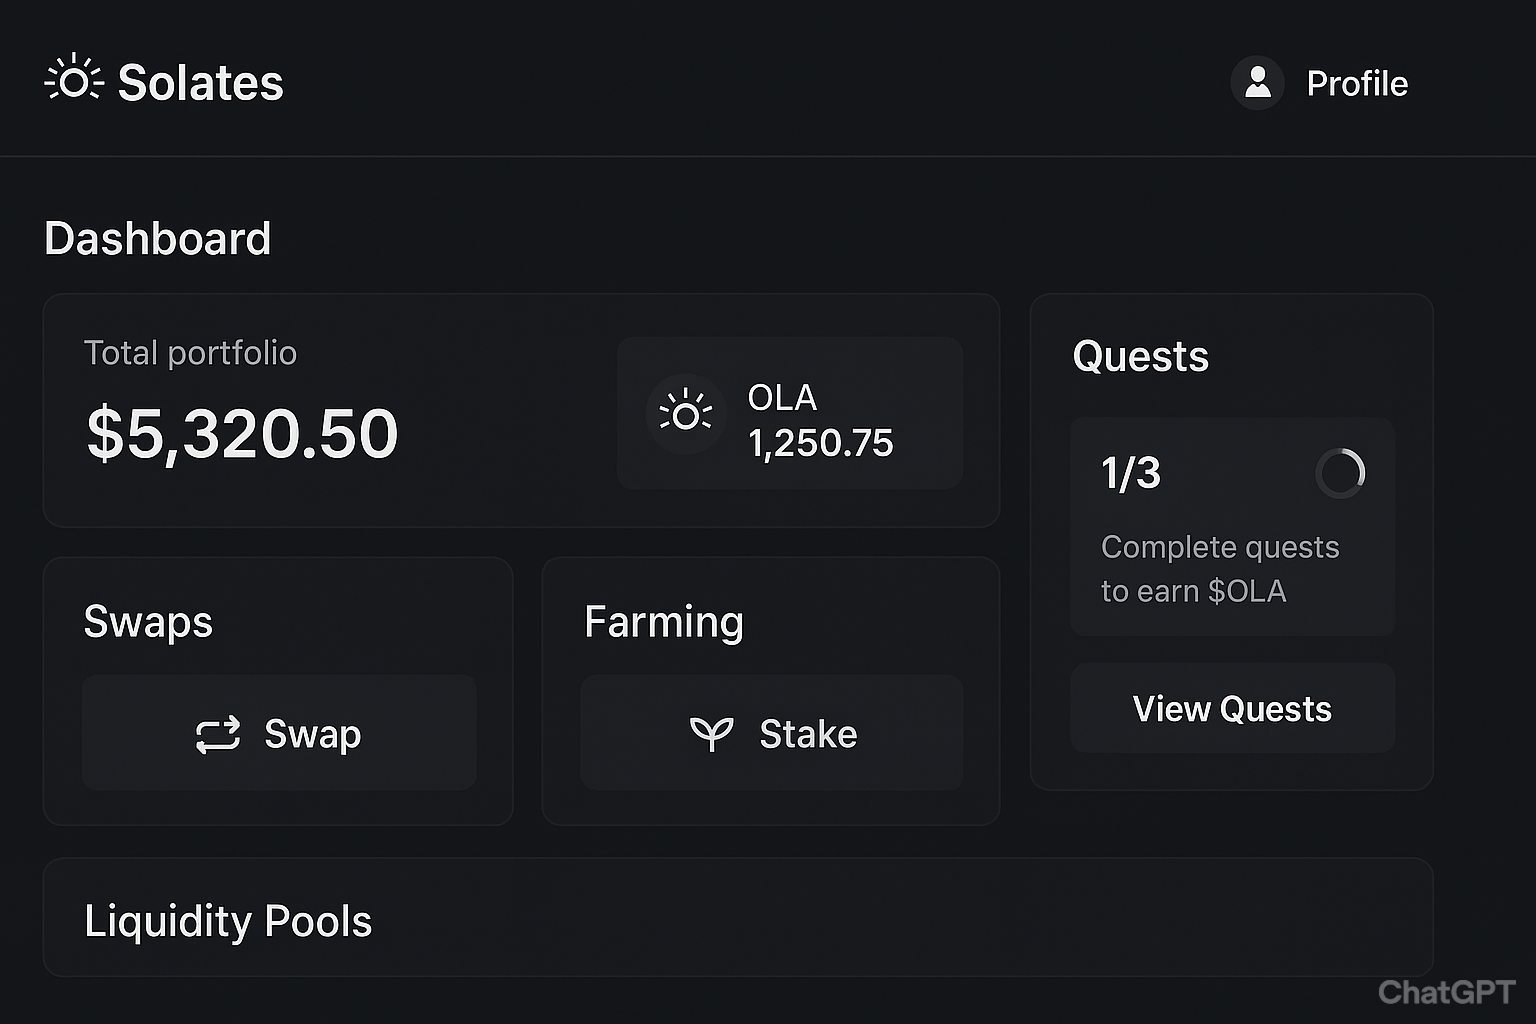 Solates
Profile
Dashboard
Total portfolio
$5,320.50
OLA
1,250.75
Quests
1/3
Complete quests
to earn $OLA
View Quests
Swaps
Swap
Farming
Stake
Liquidity Pools
ChatGPT